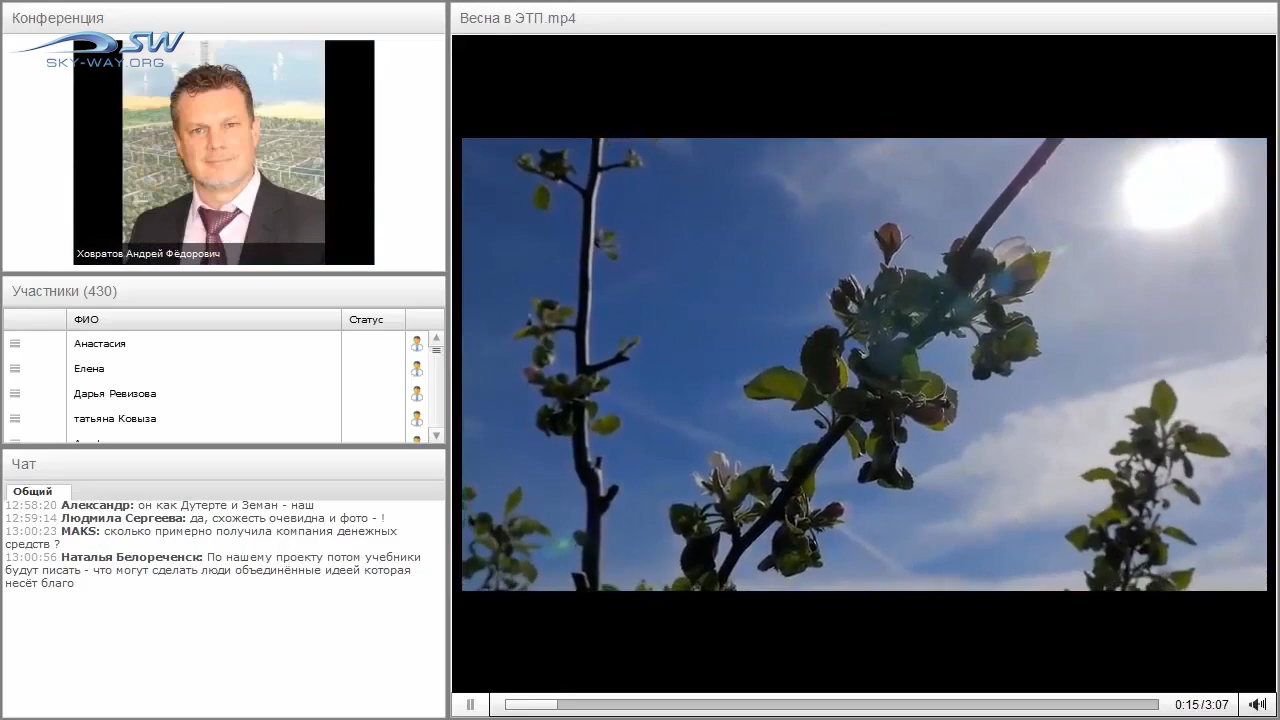 Конференция
SW
SKY-WAY.ORG
Ховратов Андрей Фёдорович
Участники (430)
ФИО Статус
Анастасия
Елена
Дарья Ревизова
татьяна Ковыза
Чат
Общий
12:58:20 Александр: он как Дутерте и Земан - наш
12:59:14 Людмила Сергеева: да, схожесть очевидна и фото - !
13:00:23 MAKS: сколько примерно получила компания денежных
средств ?
13:00:56 Наталья Белореченск: По нашему проекту потом учебники
будут писать - что могут сделать люди объединённые идеей которая
несёт благо
Весна в ЭТП.mp4
0:15/3:07